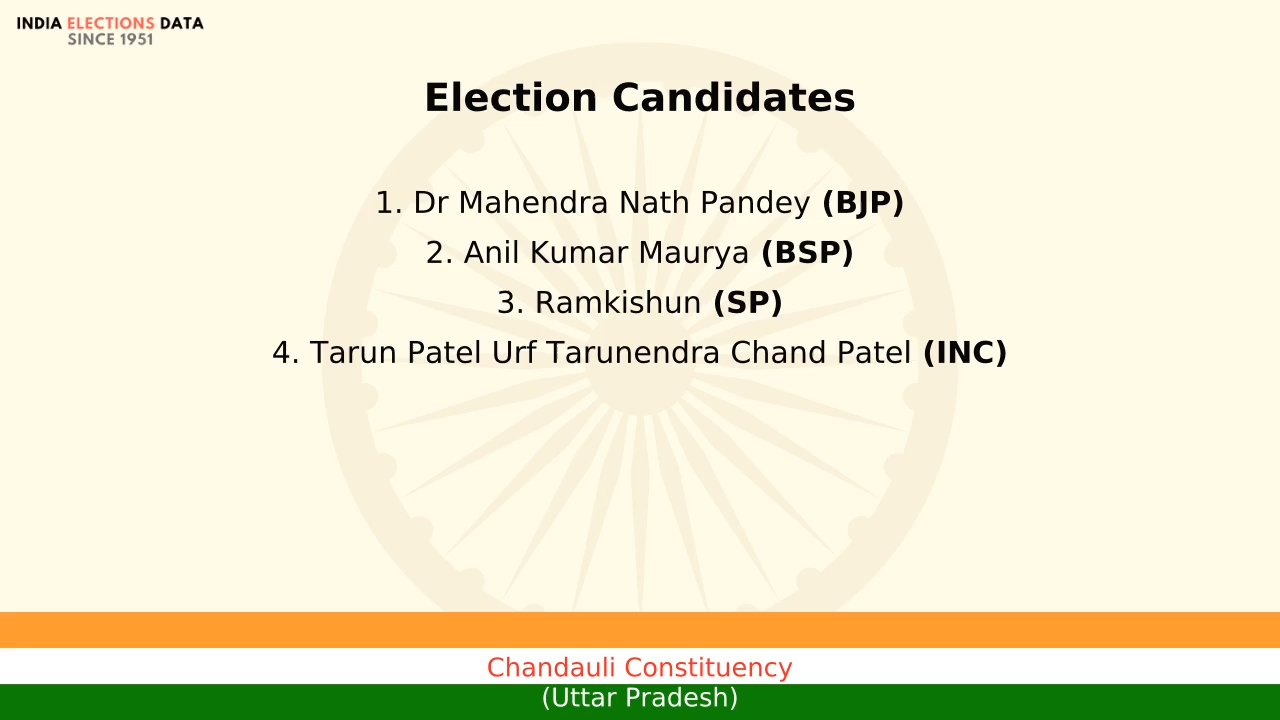 INDIA ELECTIONS DATA
SINCE 1951
Election Candidates
1. Dr Mahendra Nath Pandey (BJP)
2. Anil Kumar Maurya (BSP)
3. Ramkishun (SP)
4. Tarun Patel Urf Tarunendra Chand Patel (INC)
Chandauli Constituency
(Uttar Pradesh)